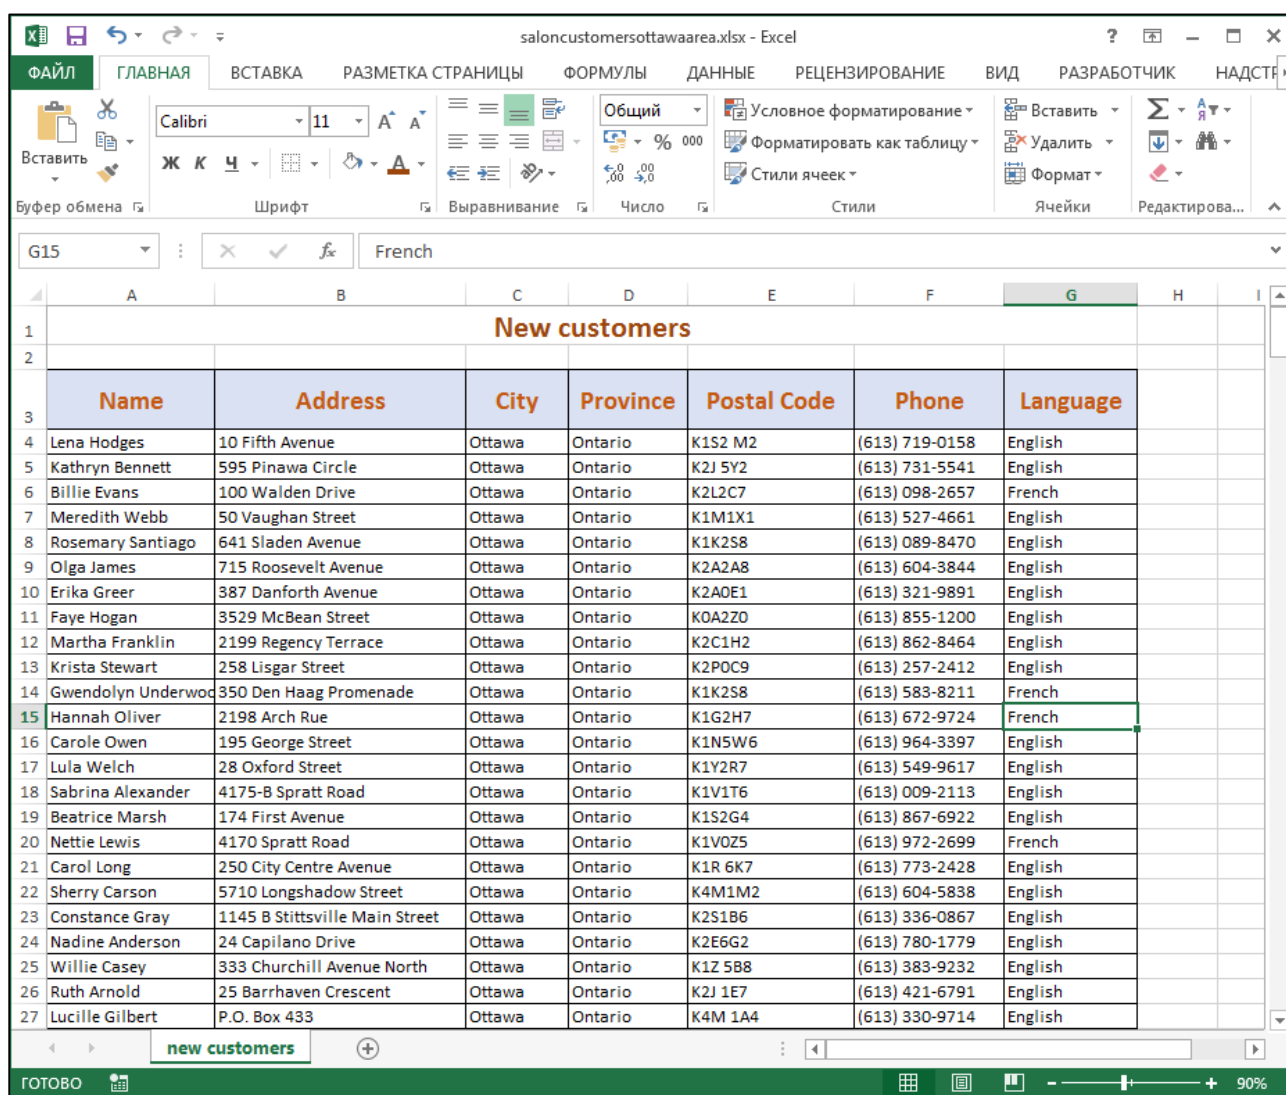 saloncustomersottawaarea.xlsx - Excel
ФАЙЛ ГЛАВНАЯ ВСТАВКА РАЗМЕТКА СТРАНИЦЫ ФОРМУЛЫ ДАННЫЕ РЕЦЕНЗИРОВАНИЕ ВИД РАЗРАБОТЧИК НАДСТР
Вставить
Calibri 11
Ж К Ч
Общий
% 000
Условное форматирование
Форматировать как таблицу
Стили ячеек
Вставить
Удалить
Формат
Буфер обмена Шрифт Выравнивание Число Стили Ячейки Редактирова...
G15 fx French
A B C D E F G H I
1 New customers
2
3 Name Address City Province Postal Code Phone Language
4 Lena Hodges 10 Fifth Avenue Ottawa Ontario K1S2 M2 (613) 719-0158 English
5 Kathryn Bennett 595 Pinawa Circle Ottawa Ontario K2J 5Y2 (613) 731-5541 English
6 Billie Evans 100 Walden Drive Ottawa Ontario K2L2C7 (613) 098-2657 French
7 Meredith Webb 50 Vaughan Street Ottawa Ontario K1M1X1 (613) 527-4661 English
8 Rosemary Santiago 641 Sladen Avenue Ottawa Ontario K1K2S8 (613) 089-8470 English
9 Olga James 715 Roosevelt Avenue Ottawa Ontario K2A2A8 (613) 604-3844 English
10 Erika Greer 387 Danforth Avenue Ottawa Ontario K2A0E1 (613) 321-9891 English
11 Faye Hogan 3529 McBean Street Ottawa Ontario K0A2Z0 (613) 855-1200 English
12 Martha Franklin 2199 Regency Terrace Ottawa Ontario K2C1H2 (613) 862-8464 English
13 Krista Stewart 258 Lisgar Street Ottawa Ontario K2P0C9 (613) 257-2412 English
14 Gwendolyn Underwoo 350 Den Haag Promenade Ottawa Ontario K1K2S8 (613) 583-8211 French
15 Hannah Oliver 2198 Arch Rue Ottawa Ontario K1G2H7 (613) 672-9724 French
16 Carole Owen 195 George Street Ottawa Ontario K1N5W6 (613) 964-3397 English
17 Lula Welch 28 Oxford Street Ottawa Ontario K1Y2R7 (613) 549-9617 English
18 Sabrina Alexander 4175-B Spratt Road Ottawa Ontario K1V1T6 (613) 009-2113 English
19 Beatrice Marsh 174 First Avenue Ottawa Ontario K1S2G4 (613) 867-6922 English
20 Nettie Lewis 4170 Spratt Road Ottawa Ontario K1V0Z5 (613) 972-2699 French
21 Carol Long 250 City Centre Avenue Ottawa Ontario K1R 6K7 (613) 773-2428 English
22 Sherry Carson 5710 Longshadow Street Ottawa Ontario K4M1M2 (613) 604-5838 English
23 Constance Gray 1145 B Stittsville Main Street Ottawa Ontario K2S1B6 (613) 336-0867 English
24 Nadine Anderson 24 Capilano Drive Ottawa Ontario K2E6G2 (613) 780-1779 English
25 Willie Casey 333 Churchill Avenue North Ottawa Ontario K1Z 5B8 (613) 383-9232 English
26 Ruth Arnold 25 Barrhaven Crescent Ottawa Ontario K2J 1E7 (613) 421-6791 English
27 Lucille Gilbert P.O. Box 433 Ottawa Ontario K4M 1A4 (613) 330-9714 English
new customers
ГОТОВО 90%